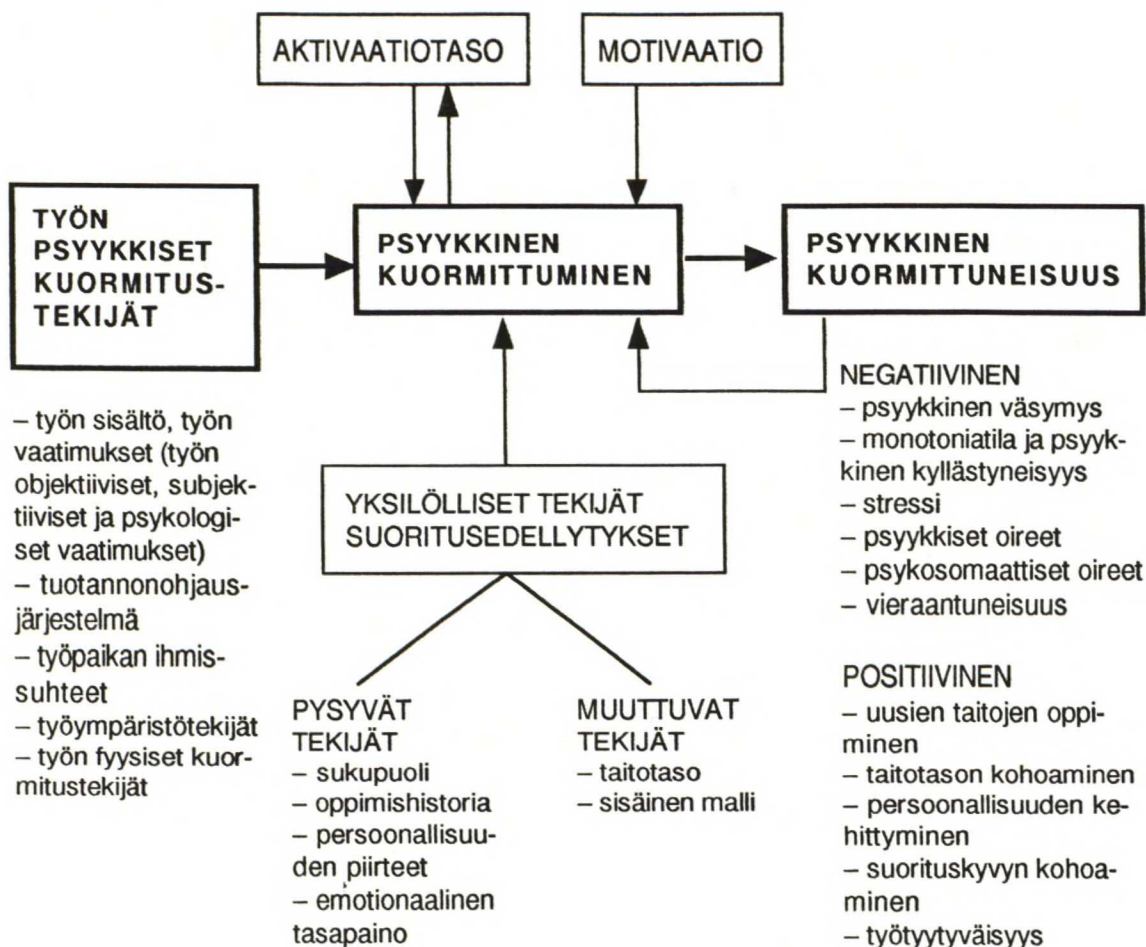 AKTIVAATIOTASO
MOTIVAATIO
TYÖN
PSYYKKISET
KUORMITUS-
TEKIJÄT
PSYYKKINEN
KUORMITTUMINEN
PSYYKKINEN
KUORMITTUNEISUUS
– työn sisältö, työn
vaatimukset (työn
objektiiviset, subjek-
tiiviset ja psykologi-
set vaatimukset)
– tuotannonohjaus-
järjestelmä
– työpaikan ihmis-
suhteet
– työympäristötekijät
– työn fyysiset kuor-
mitustekijät
YKSILÖLLISET TEKIJÄT
SUORITUSEDELLYTYKSET
PYSYVÄT
TEKIJÄT
– sukupuoli
– oppimishistoria
– persoonallisuu-
den piirteet
– emotionaalinen
tasapaino
MUUTTUVAT
TEKIJÄT
– taitotaso
– sisäinen malli
NEGATIIVINEN
– psyykkinen väsymys
– monotoniatila ja psyyk-
kinen kyllästyneisyys
– stressi
– psyykkiset oireet
– psykosomaattiset oireet
– vieraantuneisuus
POSITIIVINEN
– uusien taitojen oppi-
minen
– taitotason kohoaminen
– persoonallisuuden ke-
hittyminen
– suorituskyvyn kohoa-
minen
– työtyytyväisyys